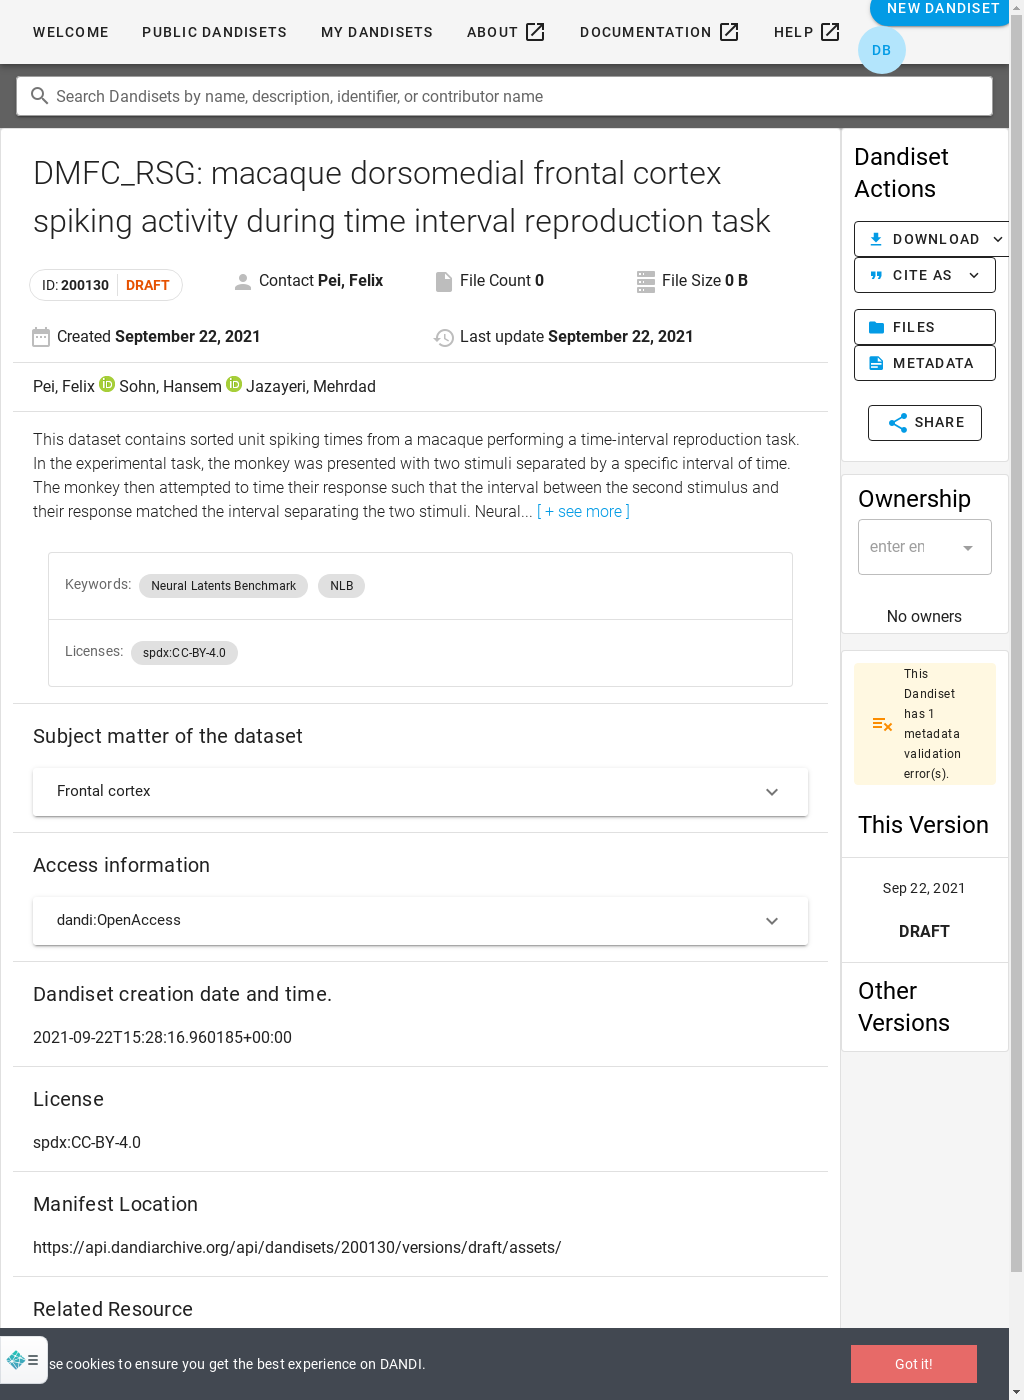 WELCOME PUBLIC DANDISETS MY DANDISETS ABOUT DOCUMENTATION HELP NEW DANDISET
DB
Search Dandisets by name, description, identifier, or contributor name
DMFC_RSG: macaque dorsomedial frontal cortex
spiking activity during time interval reproduction task
ID: 200130 DRAFT Contact Pei, Felix File Count 0 File Size 0 B
Created September 22, 2021 Last update September 22, 2021
Pei, Felix iD Sohn, Hansem iD Jazayeri, Mehrdad
This dataset contains sorted unit spiking times from a macaque performing a time-interval reproduction task.
In the experimental task, the monkey was presented with two stimuli separated by a specific interval of time.
The monkey then attempted to time their response such that the interval between the second stimulus and
their response matched the interval separating the two stimuli. Neural... [ + see more ]
Keywords: Neural Latents Benchmark NLB
Licenses: spdx:CC-BY-4.0
Subject matter of the dataset
Frontal cortex
Access information
dandi:OpenAccess
Dandiset creation date and time.
2021-09-22T15:28:16.960185+00:00
License
spdx:CC-BY-4.0
Manifest Location
https://api.dandiarchive.org/api/dandisets/200130/versions/draft/assets/
Related Resource
Dandiset
Actions
DOWNLOAD
CITE AS
FILES
METADATA
SHARE
Ownership
enter en
No owners
This
Dandiset
has 1
metadata
validation
error(s).
This Version
Sep 22, 2021
DRAFT
Other
Versions
se cookies to ensure you get the best experience on DANDI.
Got it!